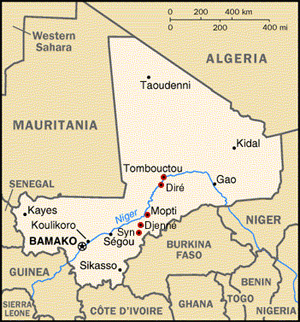 0 200 400 km
0 200 400 mi
Western
Sahara
ALGERIA
Taoudenni
MAURITANIA
Kidal
Tombouctou
Diré
Gao
SENEGAL
Kayes
Niger
Mopti
Koulikoro
Djenné
NIGER
BAMAKO
Syn
Ségou
BURKINA
FASO
Sikasso
GUINEA
BENIN
SIERRA
LEONE
CÔTE D'IVOIRE
GHANA
TOGO
NIGERIA